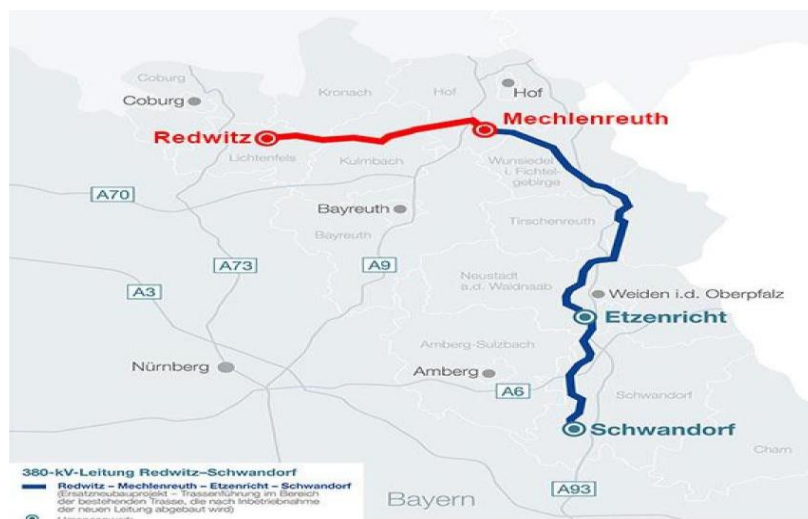 Coburg
Coburg
Kronach
Hof
Hof
Mechlenreuth
Redwitz
Lichtenfels
Kulmbach
Wunsiedel
i. Fichtel-
gebirge
A70
Bayreuth
Bayreuth
Tirschenreuth
A73
A9
A3
Neustadt
a.d. Waldnaab
Weiden i.d. Oberpfalz
Etzenricht
Amberg-Sulzbach
Nürnberg
Amberg
A6
Schwandorf
Schwandorf
Cham
380-kV-Leitung Redwitz–Schwandorf
Redwitz – Mechlenreuth – Etzenricht – Schwandorf
(Ersatzneubauprojekt – Trassenführung im Bereich
der bestehenden Trasse, die nach Inbetriebnahme
der neuen Leitung abgebaut wird)
Bayern
A93